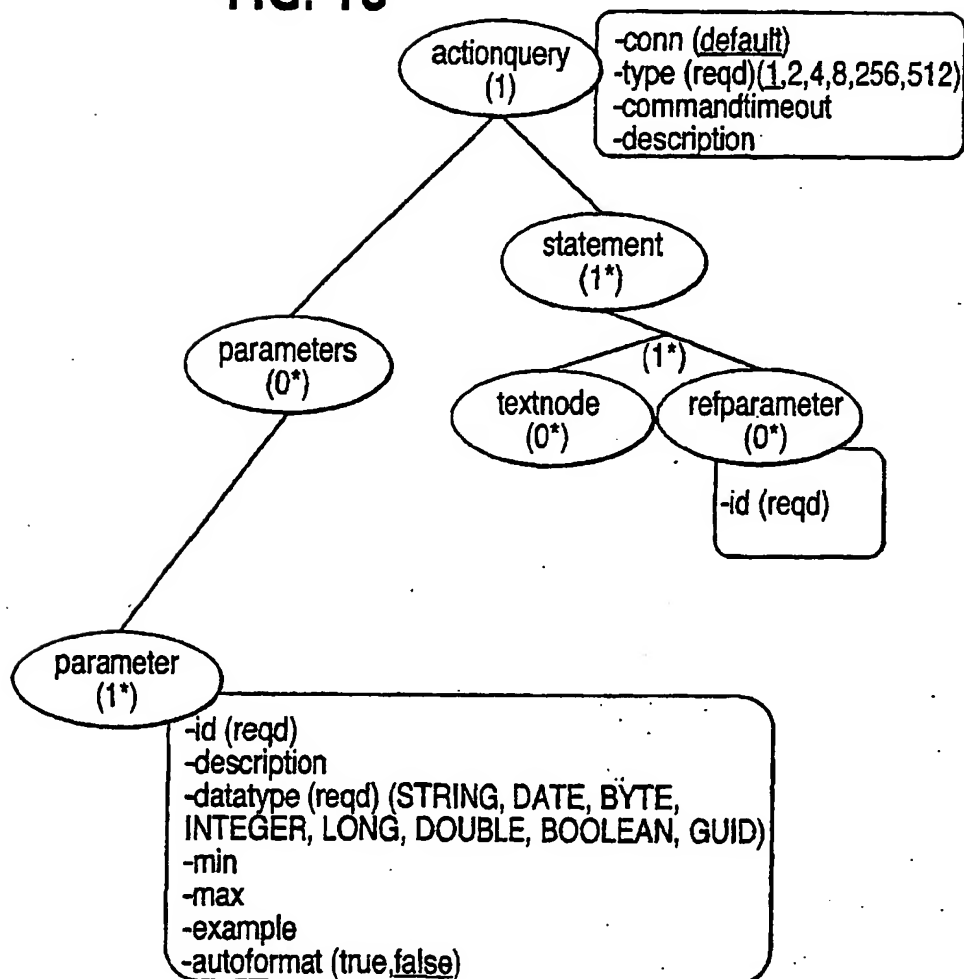 actionquery
(1)
-conn (default)
-type (reqd)(1,2,4,8,256,512)
-commandtimeout
-description
statement
(1*)
parameters
(0*)
(1*)
textnode
(0*)
refparameter
(0*)
-id (reqd)
parameter
(1*)
-id (reqd)
-description
-datatype (reqd) (STRING, DATE, BYTE,
INTEGER, LONG, DOUBLE, BOOLEAN, GUID)
-min
-max
-example
-autoformat (true,false)